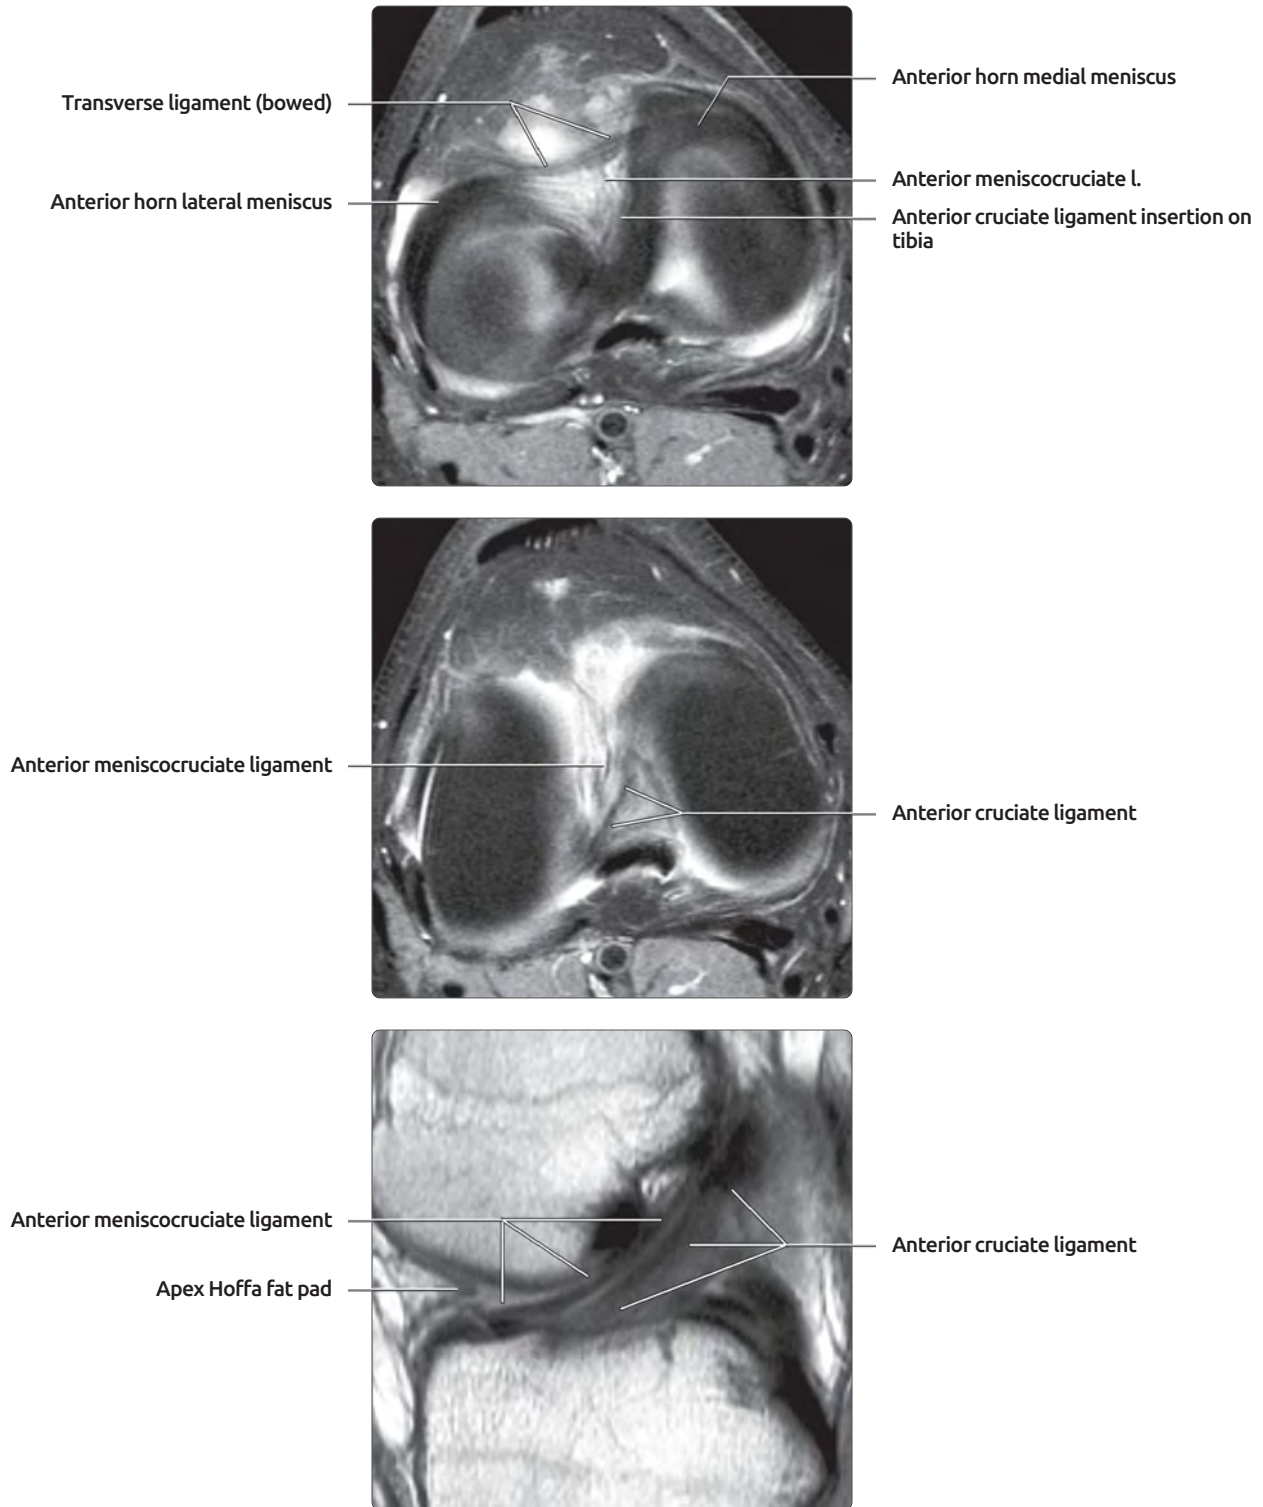 Transverse ligament (bowed)
Anterior horn lateral meniscus
Anterior horn medial meniscus
Anterior meniscocruciate l.
Anterior cruciate ligament insertion on
tibia
Anterior meniscocruciate ligament
Anterior cruciate ligament
Anterior meniscocruciate ligament
Apex Hoffa fat pad
Anterior cruciate ligament